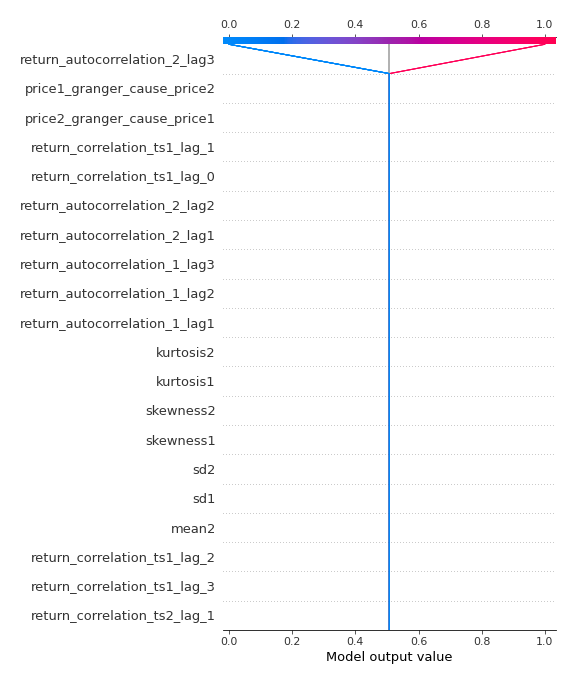 0.0 0.2 0.4 0.6 0.8 1.0
return_autocorrelation_2_lag3
price1_granger_cause_price2
price2_granger_cause_price1
return_correlation_ts1_lag_1
return_correlation_ts1_lag_0
return_autocorrelation_2_lag2
return_autocorrelation_2_lag1
return_autocorrelation_1_lag3
return_autocorrelation_1_lag2
return_autocorrelation_1_lag1
kurtosis2
kurtosis1
skewness2
skewness1
sd2
sd1
mean2
return_correlation_ts1_lag_2
return_correlation_ts1_lag_3
return_correlation_ts2_lag_1
0.0 0.2 0.4 0.6 0.8 1.0
Model output value